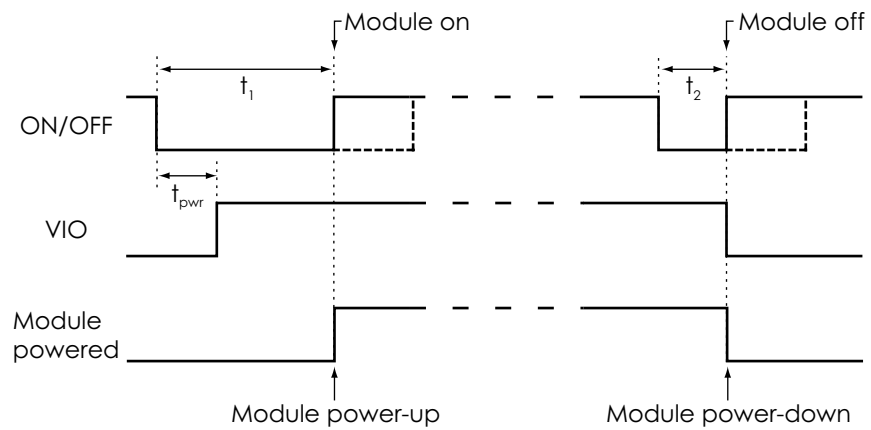 Module on
Module off
t1
t2
ON/OFF
tpwr
VIO
Module
powered
Module power-up
Module power-down